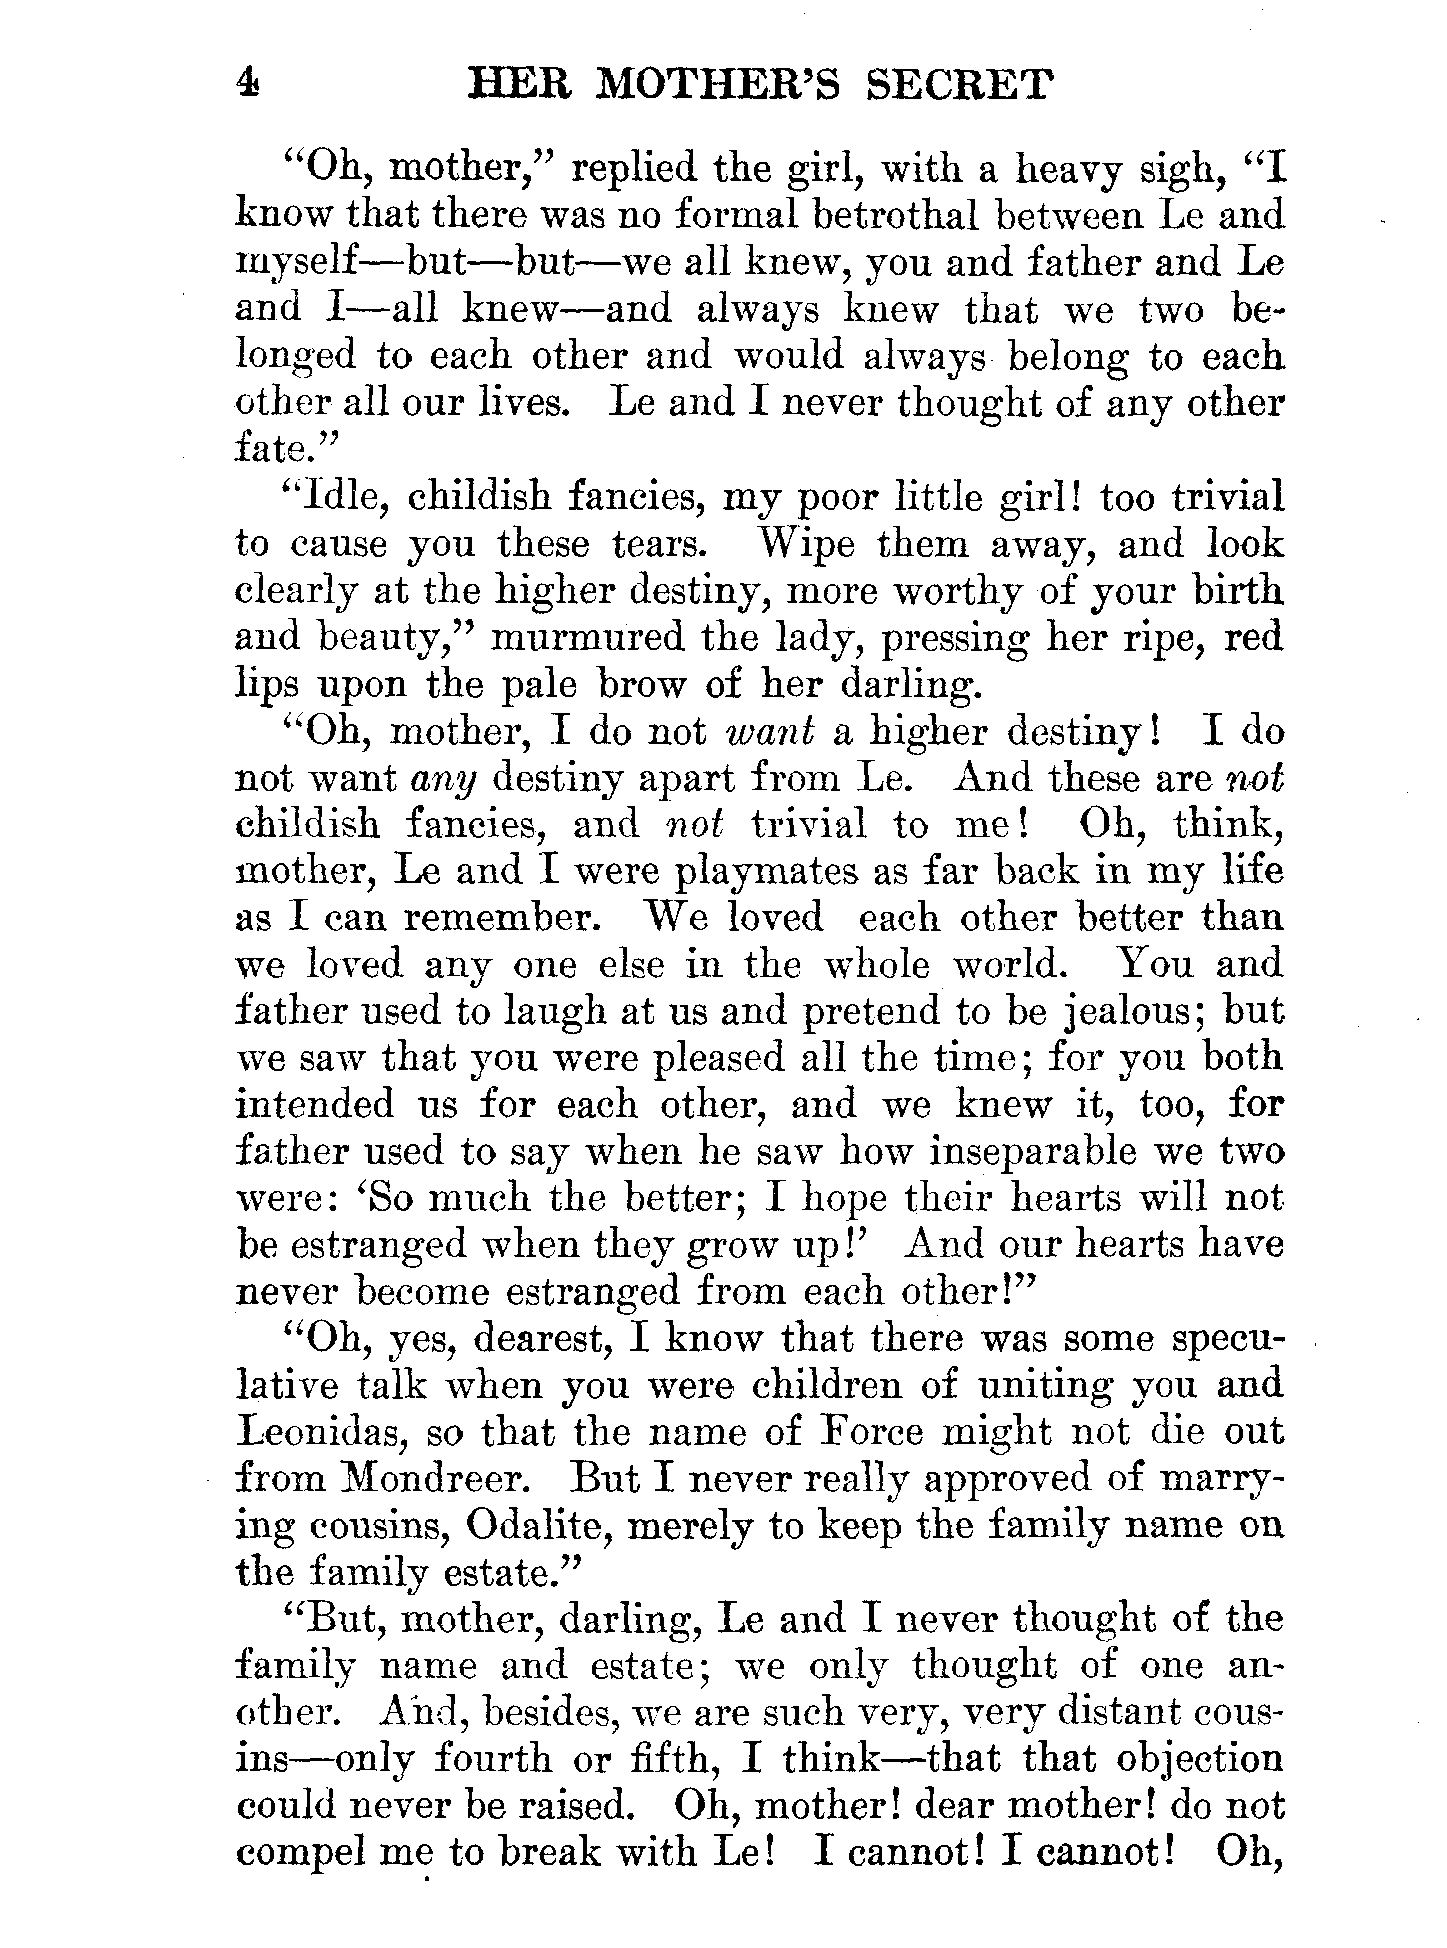 4 HER MOTHER'S SECRET
“Oh, mother,” replied the girl, with a heavy sigh, “I
know that there was no formal betrothal between Le and
myself—but—but—we all knew, you and father and Le
and I—all knew—and always knew that we two be-
longed to each other and would always belong to each
other all our lives. Le and I never thought of any other
fate.”
“Idle, childish fancies, my poor little girl! too trivial
to cause you these tears. Wipe them away, and look
clearly at the higher destiny, more worthy of your birth
and beauty,” murmured the lady, pressing her ripe, red
lips upon the pale brow of her darling.
“Oh, mother, I do not want a higher destiny! I do
not want any destiny apart from Le. And these are not
childish fancies, and not trivial to me! Oh, think,
mother, Le and I were playmates as far back in my life
as I can remember. We loved each other better than
we loved any one else in the whole world. You and
father used to laugh at us and pretend to be jealous; but
we saw that you were pleased all the time; for you both
intended us for each other, and we knew it, too, for
father used to say when he saw how inseparable we two
were: ‘So much the better; I hope their hearts will not
be estranged when they grow up!’ And our hearts have
never become estranged from each other!”
“Oh, yes, dearest, I know that there was some specu-
lative talk when you were children of uniting you and
Leonidas, so that the name of Force might not die out
from Mondreer. But I never really approved of marry-
ing cousins, Odalite, merely to keep the family name on
the family estate.”
“But, mother, darling, Le and I never thought of the
family name and estate; we only thought of one an-
other. And, besides, we are such very, very distant cous-
ins—only fourth or fifth, I think—that that objection
could never be raised. Oh, mother! dear mother! do not
compel me to break with Le! I cannot! I cannot! Oh,